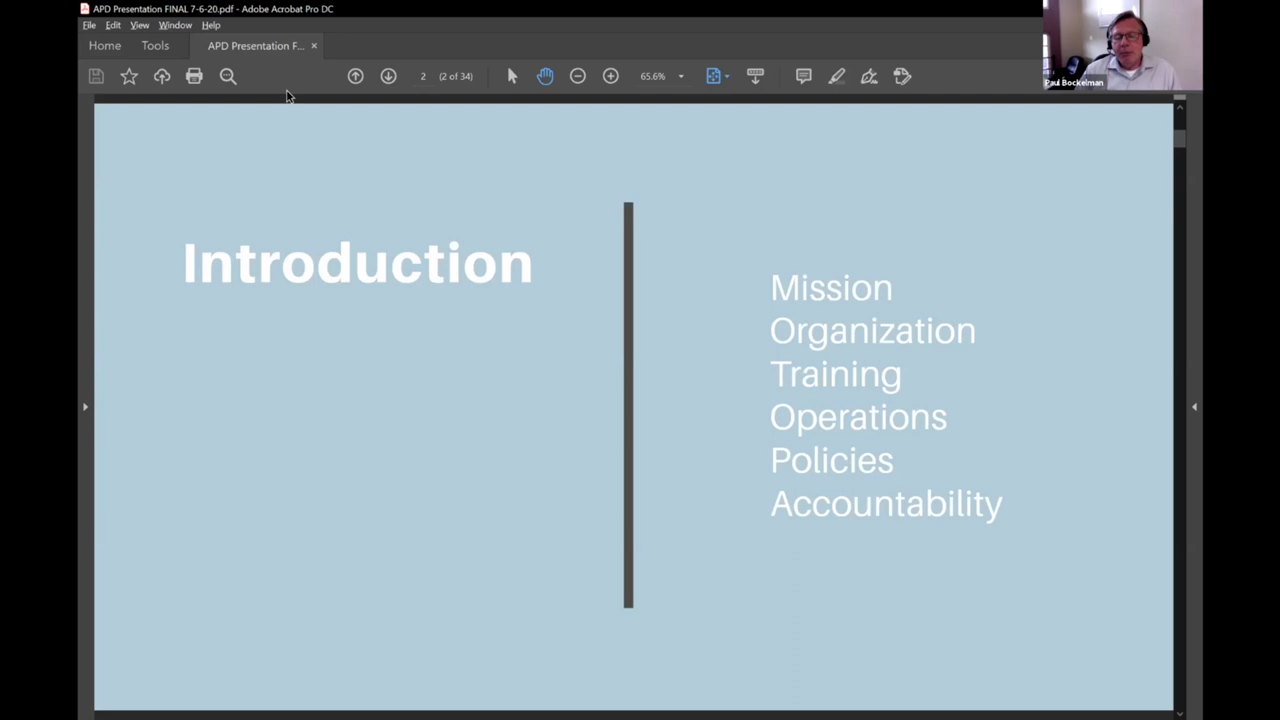 APD Presentation FINAL 7-6-20.pdf - Adobe Acrobat Pro DC
File Edit View Window Help
Home Tools APD Presentation F... ×
2 (2 of 34) 65.6%
Paul Bockelman
Introduction
Mission
Organization
Training
Operations
Policies
Accountability